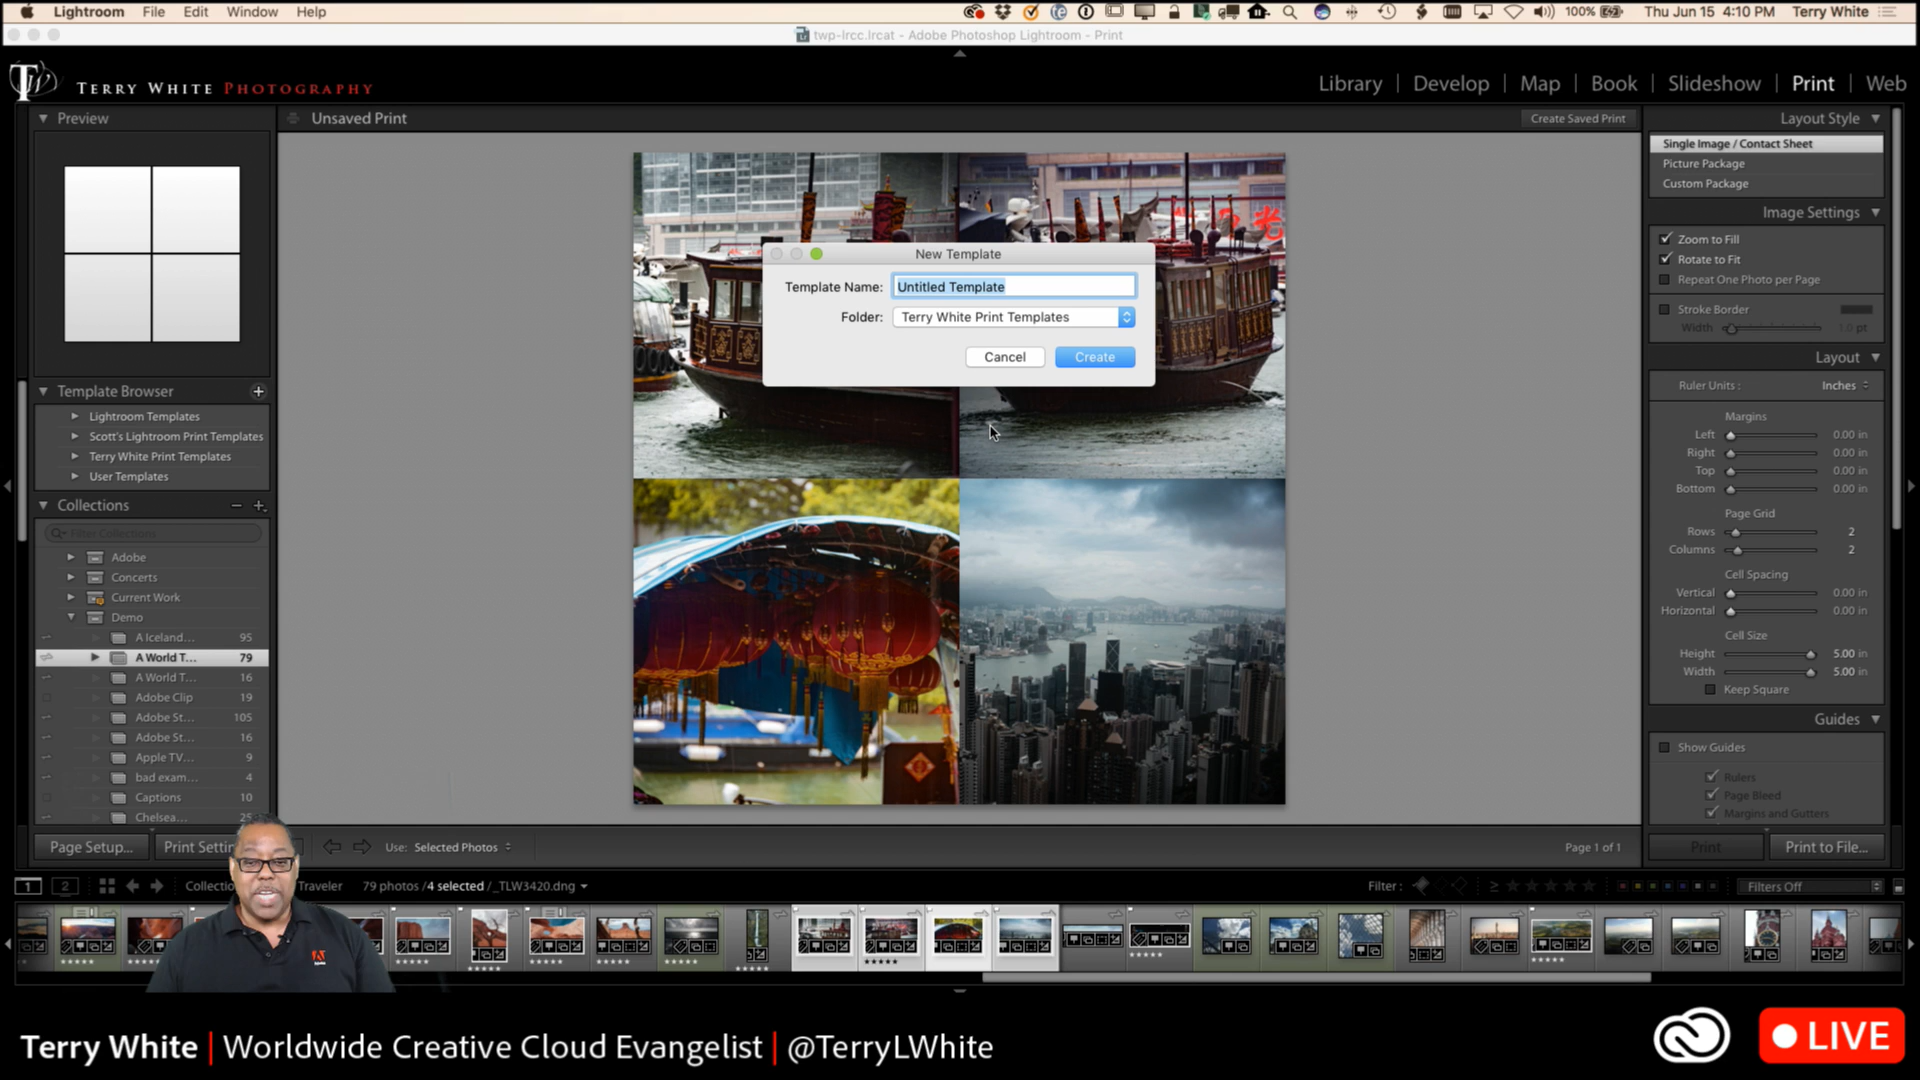 Lightroom File Edit Window Help
100% Thu Jun 15 4:10 PM Terry White
twp-lrcc.lrcat - Adobe Photoshop Lightroom - Print
TW TERRY WHITE PHOTOGRAPHY
Library | Develop | Map | Book | Slideshow | Print | Web
Preview
Template Browser
Lightroom Templates
Scott's Lightroom Print Templates
Terry White Print Templates
User Templates
Collections
Filter Collections
Adobe
Concerts
Current Work
Demo
A Iceland... 95
A World T... 79
A World T... 16
Adobe Clip 19
Adobe St... 105
Adobe St... 16
Apple TV... 9
bad exam... 4
Captions 10
Chelsea... 25
Page Setup...
Unsaved Print
Create Saved Print
光
New Template
Template Name: Untitled Template
Folder: Terry White Print Templates
Cancel Create
Use: Selected Photos
Page 1 of 1
Layout Style
Single Image / Contact Sheet
Picture Package
Custom Package
Image Settings
Zoom to Fill
Rotate to Fit
Repeat One Photo per Page
Stroke Border
Width 1.0 pt
Layout
Ruler Units : Inches
Margins
Left 0.00 in
Right 0.00 in
Top 0.00 in
Bottom 0.00 in
Page Grid
Rows 2
Columns 2
Cell Spacing
Vertical 0.00 in
Horizontal 0.00 in
Cell Size
Height 5.00 in
Width 5.00 in
Keep Square
Guides
Show Guides
Rulers
Page Bleed
Margins and Gutters
Print Print to File...
1 2
Traveler 79 photos / 4 selected / _TLW3420.dng
Filter :
Filters Off
Terry White | Worldwide Creative Cloud Evangelist | @TerryLWhite
LIVE